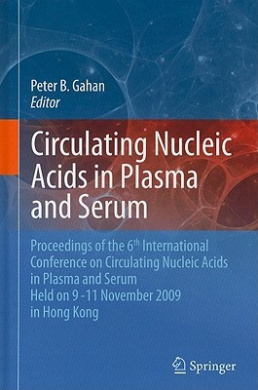 Peter B. Gahan
Editor
Circulating Nucleic
Acids in Plasma
and Serum
Proceedings of the 6th International
Conference on Circulating Nucleic Acids
in Plasma and Serum
Held on 9 -11 November 2009
in Hong Kong
Springer